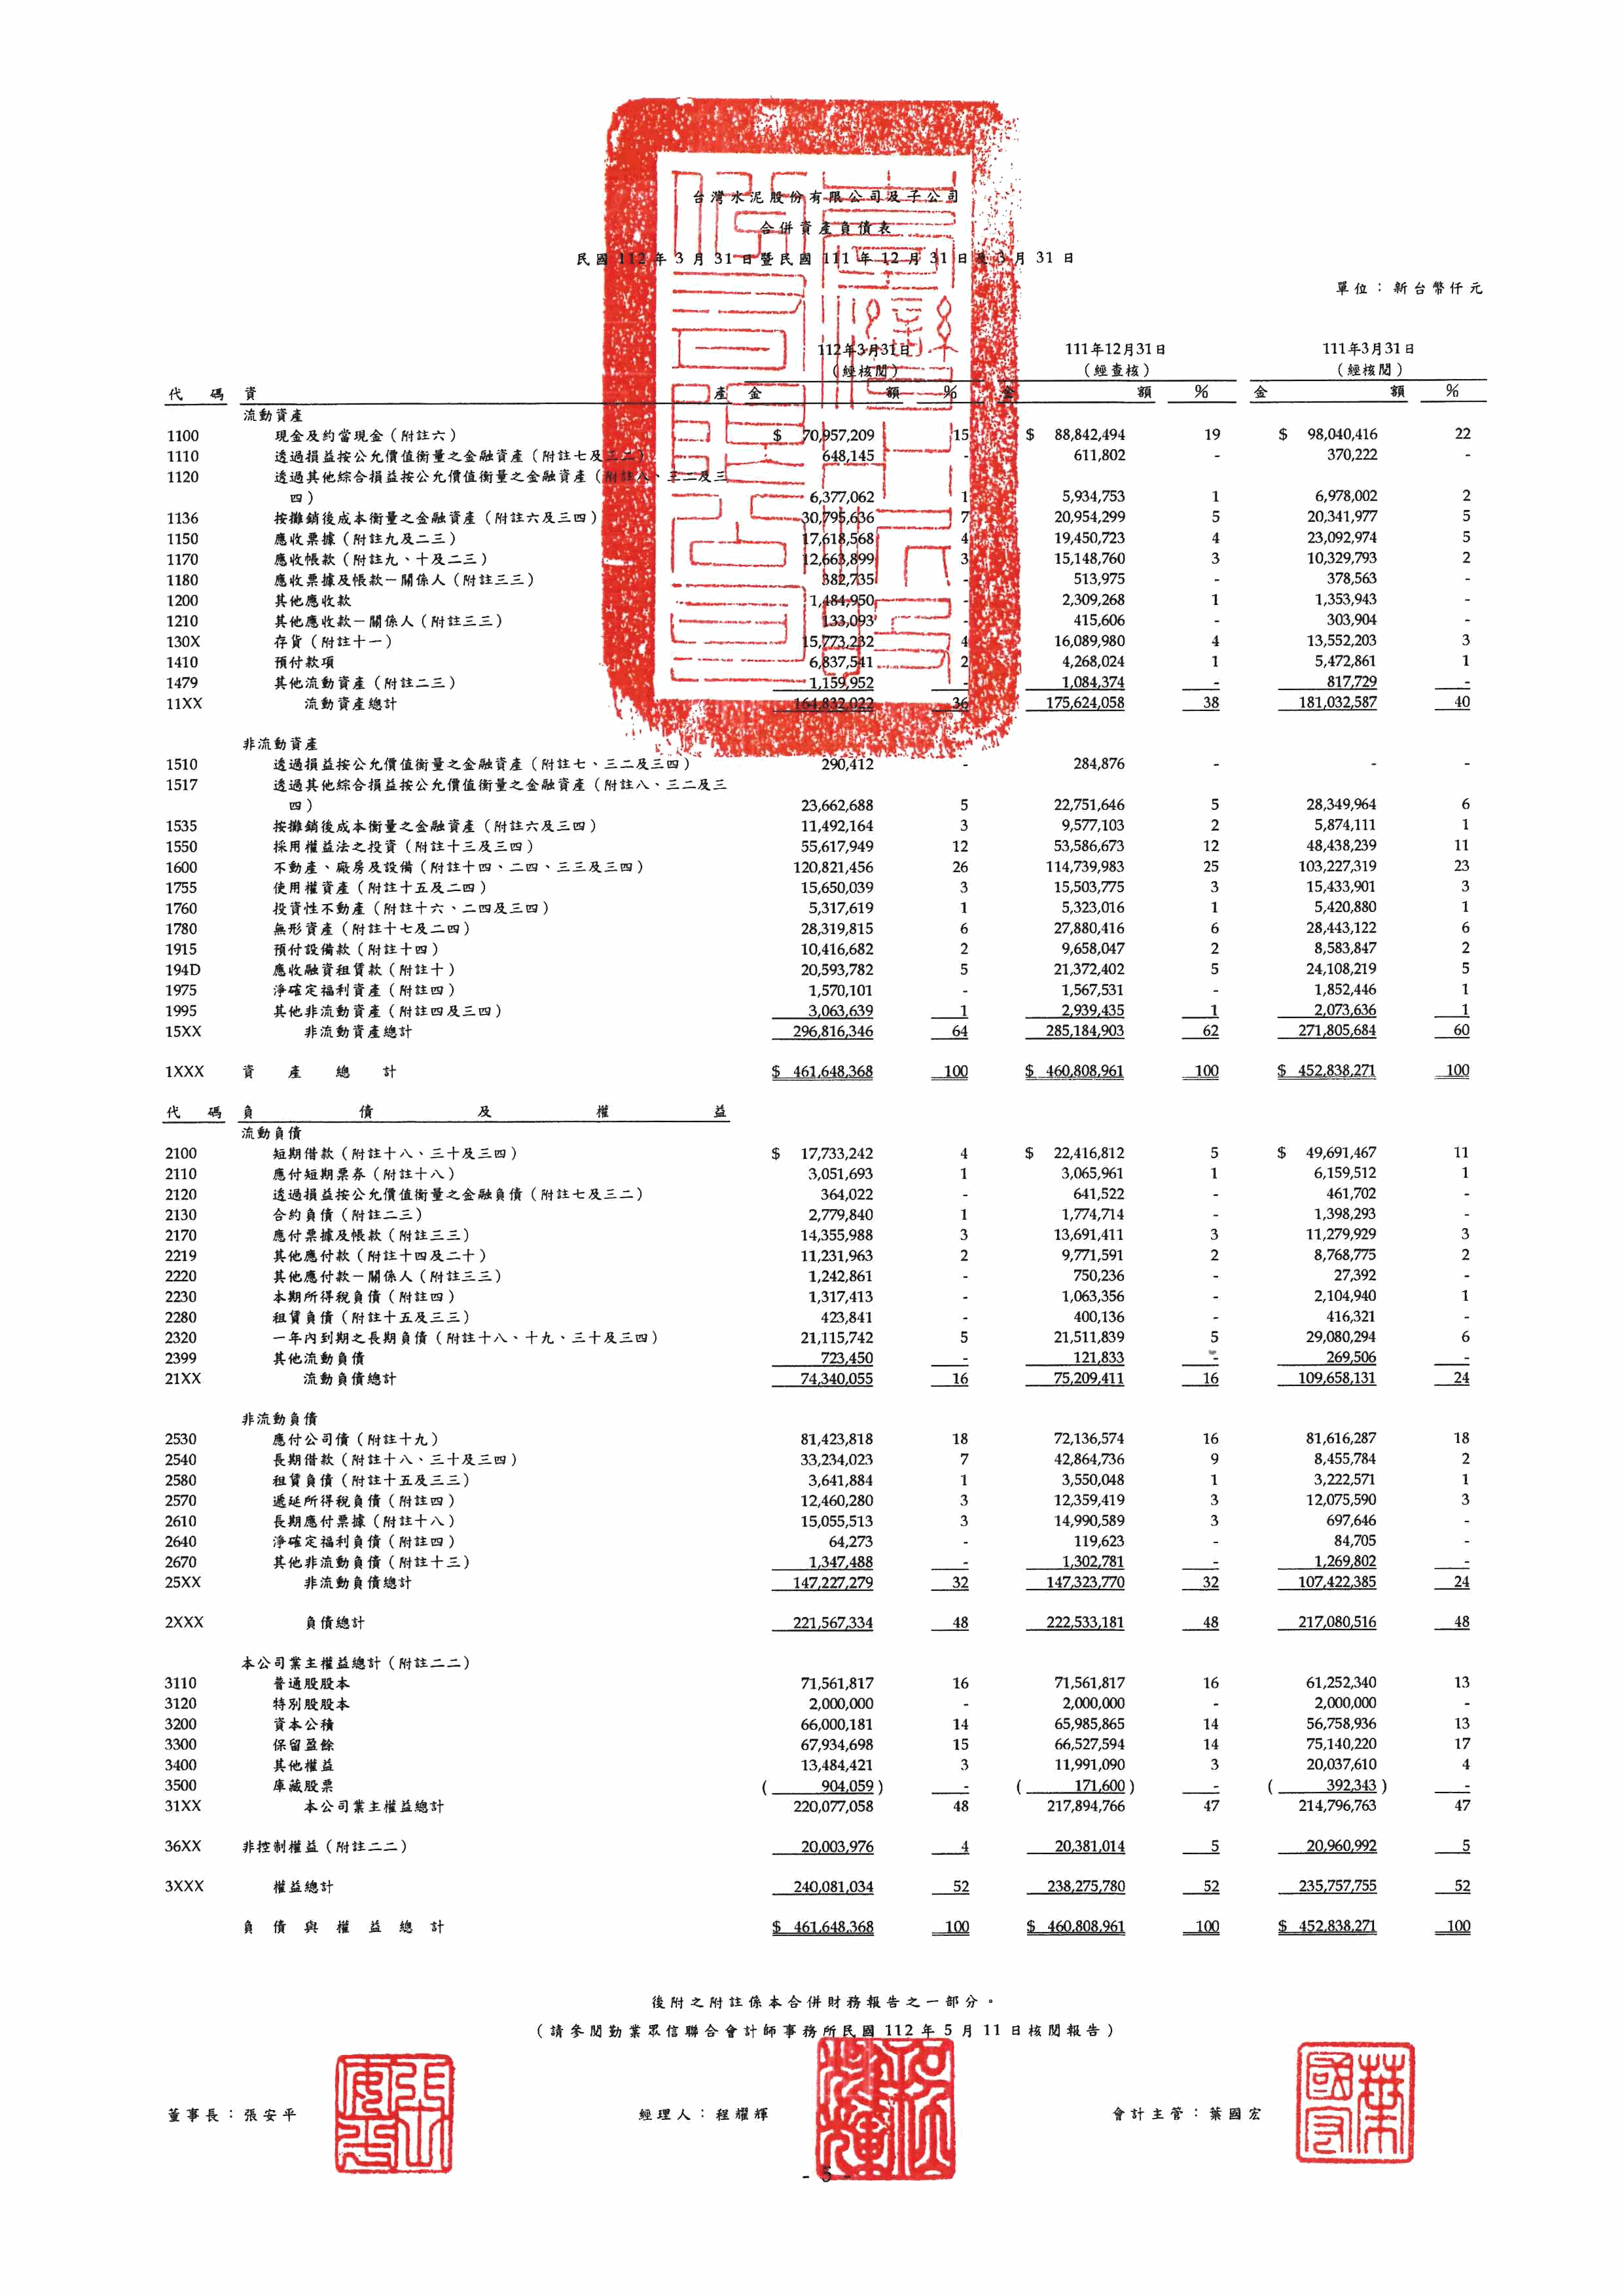 台灣水泥股份有限公司及子公司
合併資產負債表
民國 112 年 3 月 31 日暨民國 111 年 12 月 31 日及 3 月 31 日
單位：新台幣仟元
112年3月31日 111年12月31日 111年3月31日
（經核閱） （經查核） （經核閱）
代 碼 資 產 金 額 % 金 額 % 金 額 %
流動資產
1100 現金及約當現金（附註六） $ 70,957,209 15 $ 88,842,494 19 $ 98,040,416 22
1110 透過損益按公允價值衡量之金融資產（附註七及三二） 648,145 - 611,802 - 370,222 -
1120 透過其他綜合損益按公允價值衡量之金融資產（附註八、三二及三
四） 6,377,062 1 5,934,753 1 6,978,002 2
1136 按攤銷後成本衡量之金融資產（附註六及三四） 30,795,636 7 20,954,299 5 20,341,977 5
1150 應收票據（附註九及二三） 17,618,568 4 19,450,723 4 23,092,974 5
1170 應收帳款（附註九、十及二三） 12,663,899 3 15,148,760 3 10,329,793 2
1180 應收票據及帳款－關係人（附註三三） 382,735 - 513,975 - 378,563 -
1200 其他應收款 1,484,950 - 2,309,268 1 1,353,943 -
1210 其他應收款－關係人（附註三三） 133,093 - 415,606 - 303,904 -
130X 存貨（附註十一） 15,773,232 4 16,089,980 4 13,552,203 3
1410 預付款項 6,837,541 2 4,268,024 1 5,472,861 1
1479 其他流動資產（附註二三） 1,159,952 - 1,084,374 - 817,729 -
11XX 流動資產總計 164,832,022 36 175,624,058 38 181,032,587 40
非流動資產
1510 透過損益按公允價值衡量之金融資產（附註七、三二及三四） 290,412 - 284,876 - - -
1517 透過其他綜合損益按公允價值衡量之金融資產（附註八、三二及三
四） 23,662,688 5 22,751,646 5 28,349,964 6
1535 按攤銷後成本衡量之金融資產（附註六及三四） 11,492,164 3 9,577,103 2 5,874,111 1
1550 採用權益法之投資（附註十三及三四） 55,617,949 12 53,586,673 12 48,438,239 11
1600 不動產、廠房及設備（附註十四、二四、三三及三四） 120,821,456 26 114,739,983 25 103,227,319 23
1755 使用權資產（附註十五及二四） 15,650,039 3 15,503,775 3 15,433,901 3
1760 投資性不動產（附註十六、二四及三四） 5,317,619 1 5,323,016 1 5,420,880 1
1780 無形資產（附註十七及二四） 28,319,815 6 27,880,416 6 28,443,122 6
1915 預付設備款（附註十四） 10,416,682 2 9,658,047 2 8,583,847 2
194D 應收融資租賃款（附註十） 20,593,782 5 21,372,402 5 24,108,219 5
1975 淨確定福利資產（附註四） 1,570,101 - 1,567,531 - 1,852,446 1
1995 其他非流動資產（附註四及三四） 3,063,639 1 2,939,435 1 2,073,636 1
15XX 非流動資產總計 296,816,346 64 285,184,903 62 271,805,684 60
1XXX 資 產 總 計 $ 461,648,368 100 $ 460,808,961 100 $ 452,838,271 100
代 碼 負 債 及 權 益
流動負債
2100 短期借款（附註十八、三十及三四） $ 17,733,242 4 $ 22,416,812 5 $ 49,691,467 11
2110 應付短期票券（附註十八） 3,051,693 1 3,065,961 1 6,159,512 1
2120 透過損益按公允價值衡量之金融負債（附註七及三二） 364,022 - 641,522 - 461,702 -
2130 合約負債（附註二三） 2,779,840 1 1,774,714 - 1,398,293 -
2170 應付票據及帳款（附註三三） 14,355,988 3 13,691,411 3 11,279,929 3
2219 其他應付款（附註十四及二十） 11,231,963 2 9,771,591 2 8,768,775 2
2220 其他應付款－關係人（附註三三） 1,242,861 - 750,236 - 27,392 -
2230 本期所得稅負債（附註四） 1,317,413 - 1,063,356 - 2,104,940 1
2280 租賃負債（附註十五及三三） 423,841 - 400,136 - 416,321 -
2320 一年內到期之長期負債（附註十八、十九、三十及三四） 21,115,742 5 21,511,839 5 29,080,294 6
2399 其他流動負債 723,450 - 121,833 - 269,506 -
21XX 流動負債總計 74,340,055 16 75,209,411 16 109,658,131 24
非流動負債
2530 應付公司債（附註十九） 81,423,818 18 72,136,574 16 81,616,287 18
2540 長期借款（附註十八、三十及三四） 33,234,023 7 42,864,736 9 8,455,784 2
2580 租賃負債（附註十五及三三） 3,641,884 1 3,550,048 1 3,222,571 1
2570 遞延所得稅負債（附註四） 12,460,280 3 12,359,419 3 12,075,590 3
2610 長期應付票據（附註十八） 15,055,513 3 14,990,589 3 697,646 -
2640 淨確定福利負債（附註四） 64,273 - 119,623 - 84,705 -
2670 其他非流動負債（附註十三） 1,347,488 - 1,302,781 - 1,269,802 -
25XX 非流動負債總計 147,227,279 32 147,323,770 32 107,422,385 24
2XXX 負債總計 221,567,334 48 222,533,181 48 217,080,516 48
本公司業主權益總計（附註二二）
3110 普通股股本 71,561,817 16 71,561,817 16 61,252,340 13
3120 特別股股本 2,000,000 - 2,000,000 - 2,000,000 -
3200 資本公積 66,000,181 14 65,985,865 14 56,758,936 13
3300 保留盈餘 67,934,698 15 66,527,594 14 75,140,220 17
3400 其他權益 13,484,421 3 11,991,090 3 20,037,610 4
3500 庫藏股票 ( 904,059 ) - ( 171,600 ) - ( 392,343 ) -
31XX 本公司業主權益總計 220,077,058 48 217,894,766 47 214,796,763 47
36XX 非控制權益（附註二二） 20,003,976 4 20,381,014 5 20,960,992 5
3XXX 權益總計 240,081,034 52 238,275,780 52 235,757,755 52
負 債 與 權 益 總 計 $ 461,648,368 100 $ 460,808,961 100 $ 452,838,271 100
後附之附註係本合併財務報告之一部分。
（請參閱勤業眾信聯合會計師事務所民國 112 年 5 月 11 日核閱報告）
董事長：張安平 經理人：程耀輝 會計主管：葉國宏
- 5 -